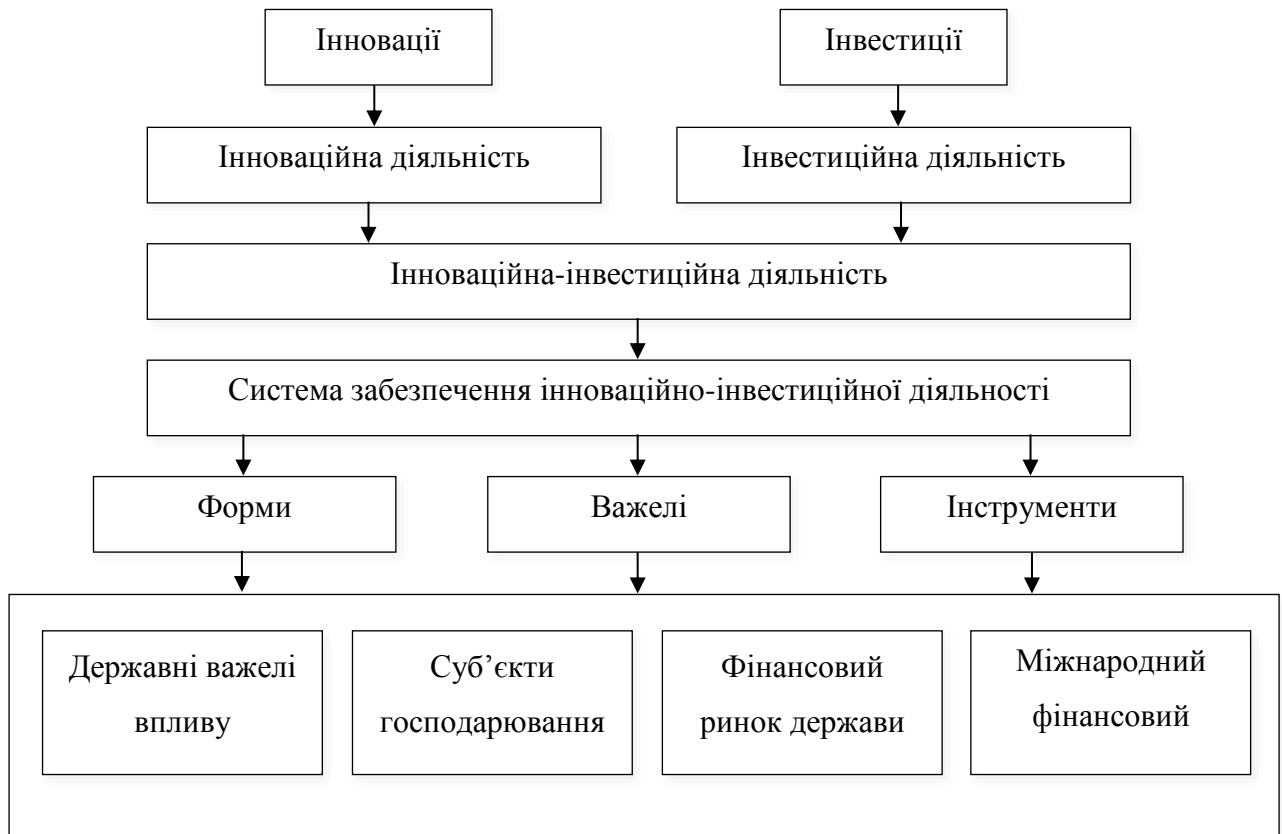 Інновації
Інвестиції
Інноваційна діяльність
Інвестиційна діяльність
Інноваційна-інвестиційна діяльність
Система забезпечення інноваційно-інвестиційної діяльності
Форми
Важелі
Інструменти
Державні важелі
впливу
Суб’єкти
господарювання
Фінансовий
ринок держави
Міжнародний
фінансовий